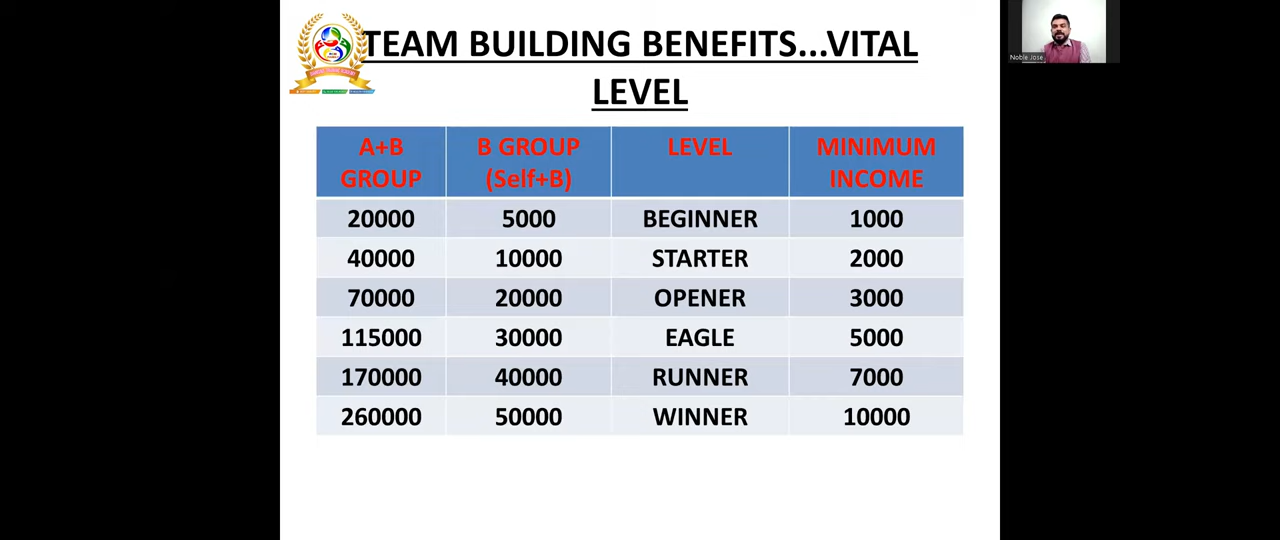 TEAM BUILDING BENEFITS...VITAL
LEVEL
Noble Jose
A+B GROUP | B GROUP (Self+B) | LEVEL | MINIMUM INCOME
20000 | 5000 | BEGINNER | 1000
40000 | 10000 | STARTER | 2000
70000 | 20000 | OPENER | 3000
115000 | 30000 | EAGLE | 5000
170000 | 40000 | RUNNER | 7000
260000 | 50000 | WINNER | 10000